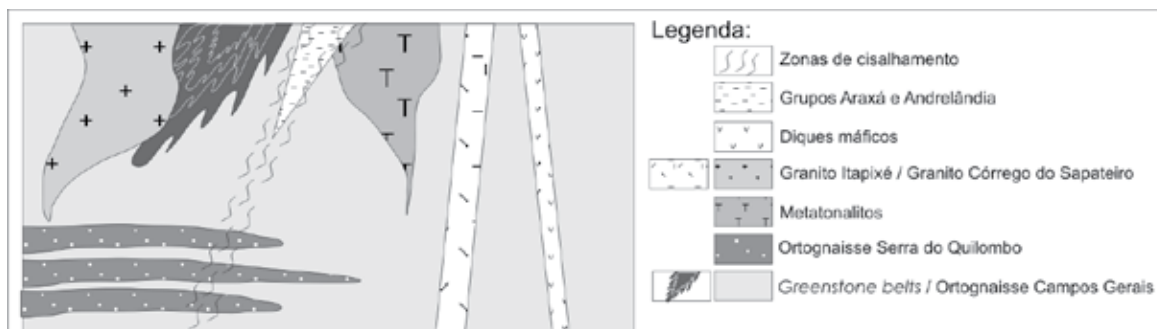 Legenda:
Zonas de cisalhamento
Grupos Araxá e Andrelândia
Diques máficos
Granito Itapixé / Granito Córrego do Sapateiro
Metatonalitos
Ortognaisse Serra do Quilombo
Greenstone belts / Ortognaisse Campos Gerais